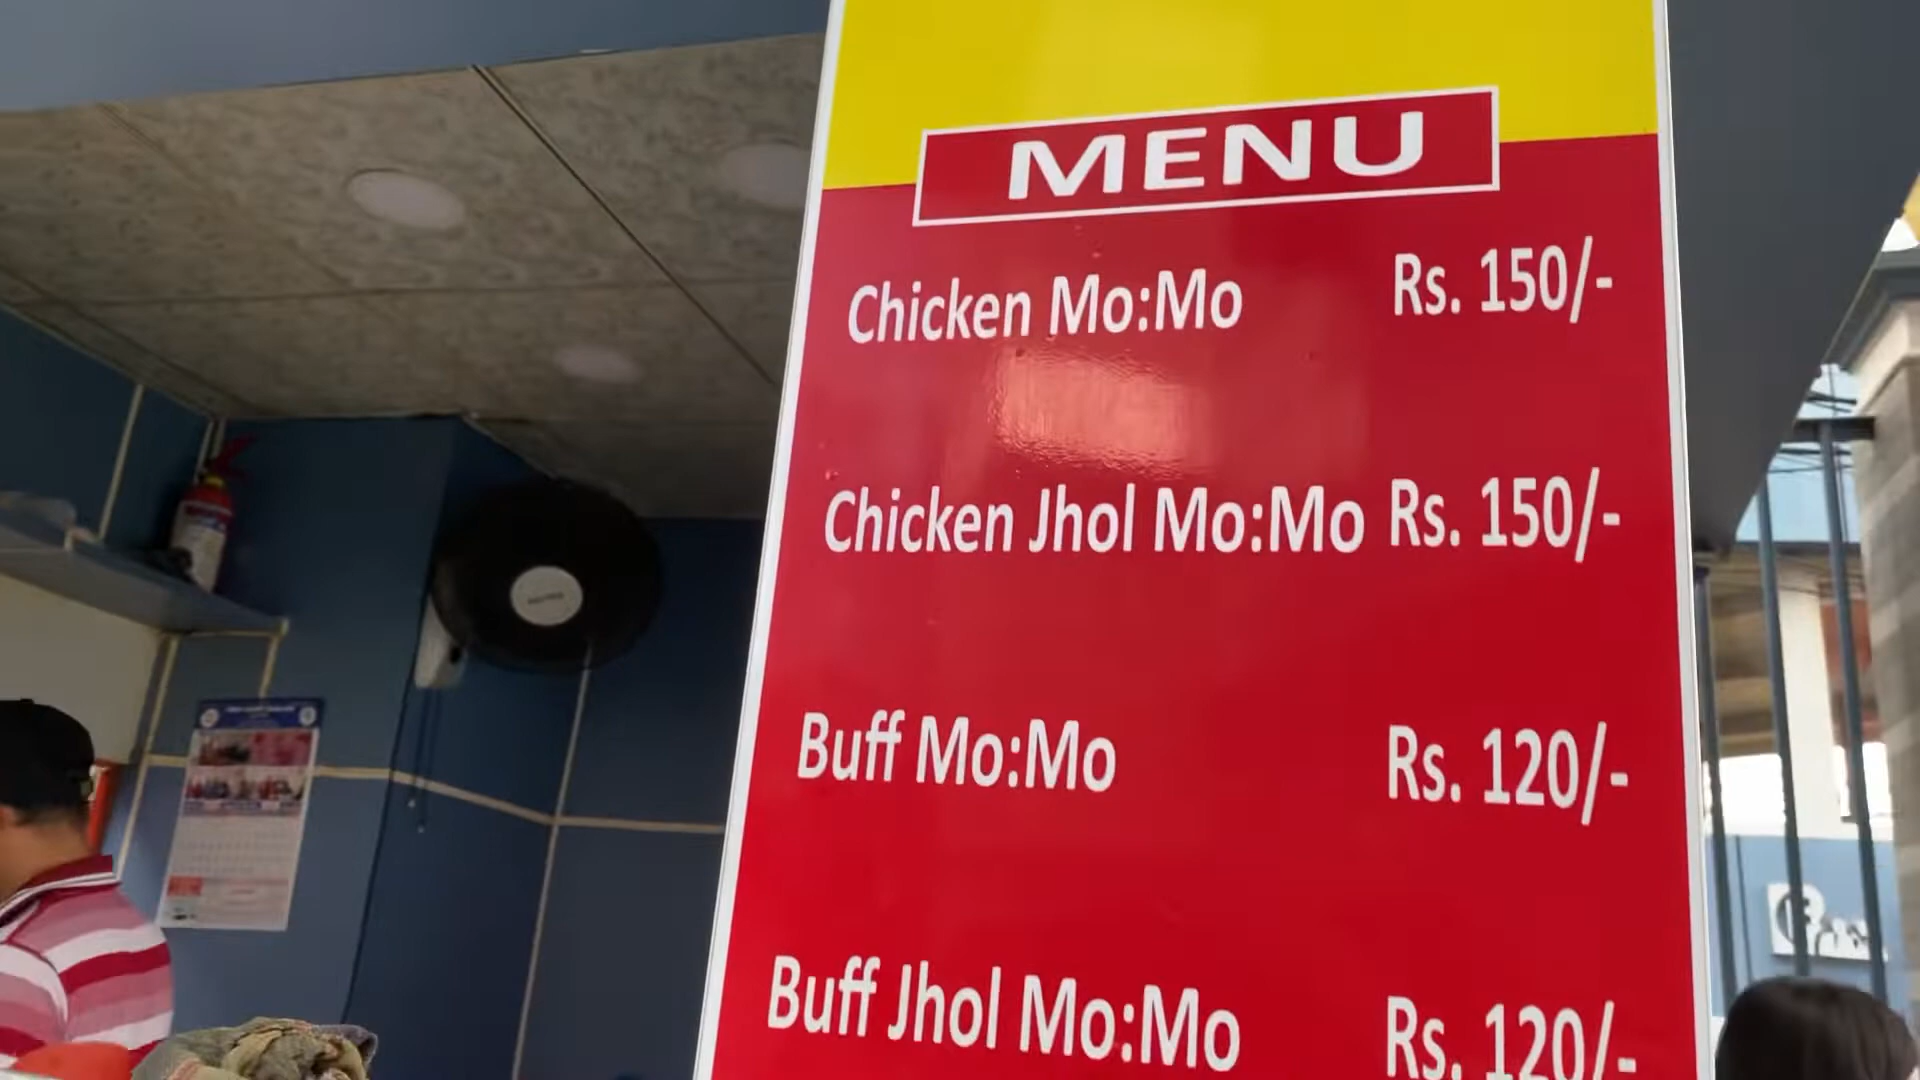 MENU
Chicken Mo:Mo Rs. 150/-
Chicken Jhol Mo:Mo Rs. 150/-
Buff Mo:Mo Rs. 120/-
Buff Jhol Mo:Mo Rs. 120/-